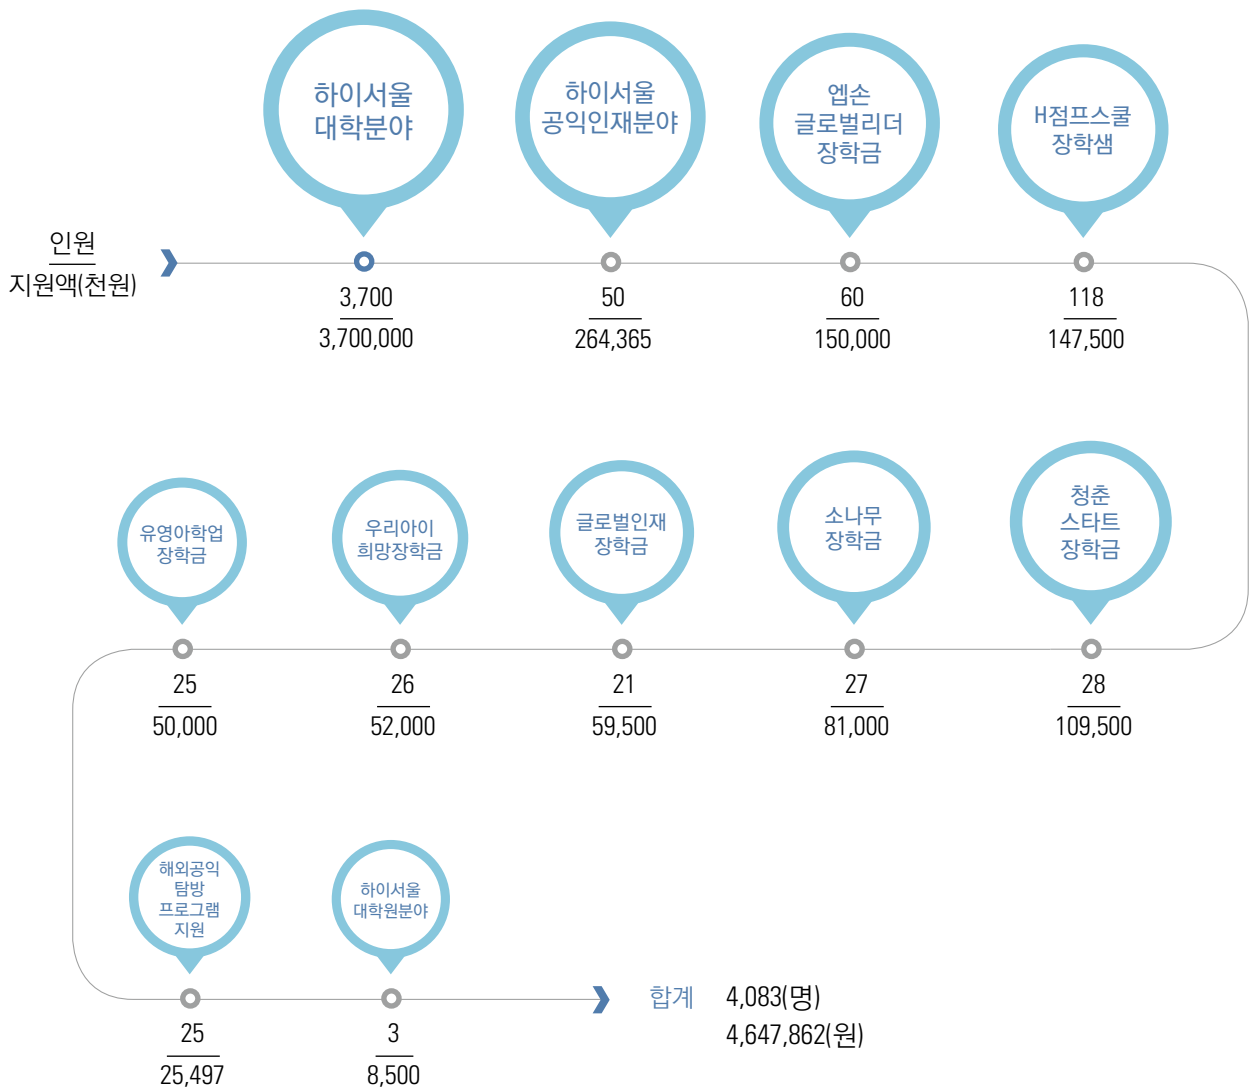 하이서울
대학분야
하이서울
공익인재분야
엡손
글로벌리더
장학금
H점프스쿨
장학샘
인원
지원액(천원)
3,700
3,700,000
50
264,365
60
150,000
118
147,500
유영아학업
장학금
우리아이
희망장학금
글로벌인재
장학금
소나무
장학금
청춘
스타트
장학금
25
50,000
26
52,000
21
59,500
27
81,000
28
109,500
해외공익
탐방
프로그램
지원
하이서울
대학원분야
25
25,497
3
8,500
합계 4,083(명)
4,647,862(원)